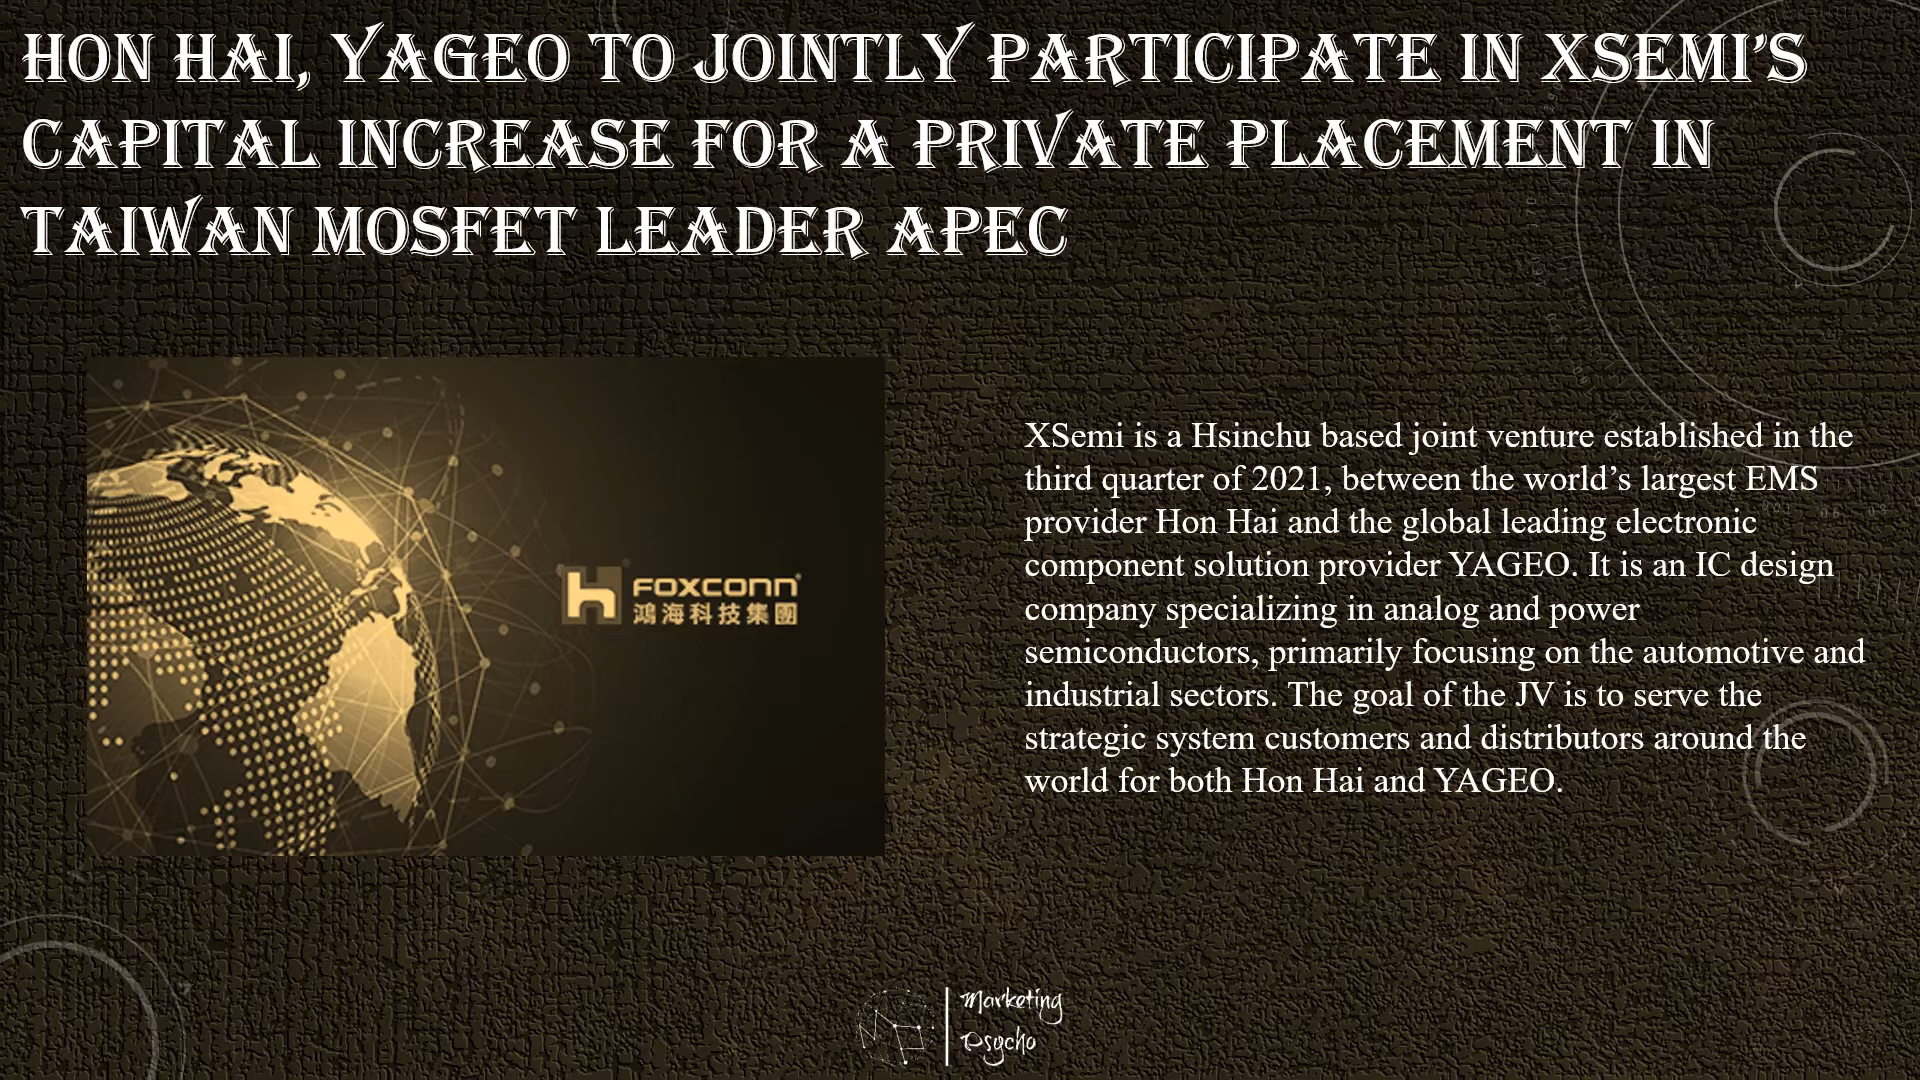 HON HAI, YAGEO TO JOINTLY PARTICIPATE IN XSEMI’S
CAPITAL INCREASE FOR A PRIVATE PLACEMENT IN
TAIWAN MOSFET LEADER APEC
FOXCONN®
鴻海科技集團
XSemi is a Hsinchu based joint venture established in the
third quarter of 2021, between the world’s largest EMS
provider Hon Hai and the global leading electronic
component solution provider YAGEO. It is an IC design
company specializing in analog and power
semiconductors, primarily focusing on the automotive and
industrial sectors. The goal of the JV is to serve the
strategic system customers and distributors around the
world for both Hon Hai and YAGEO.
Marketing
Psycho